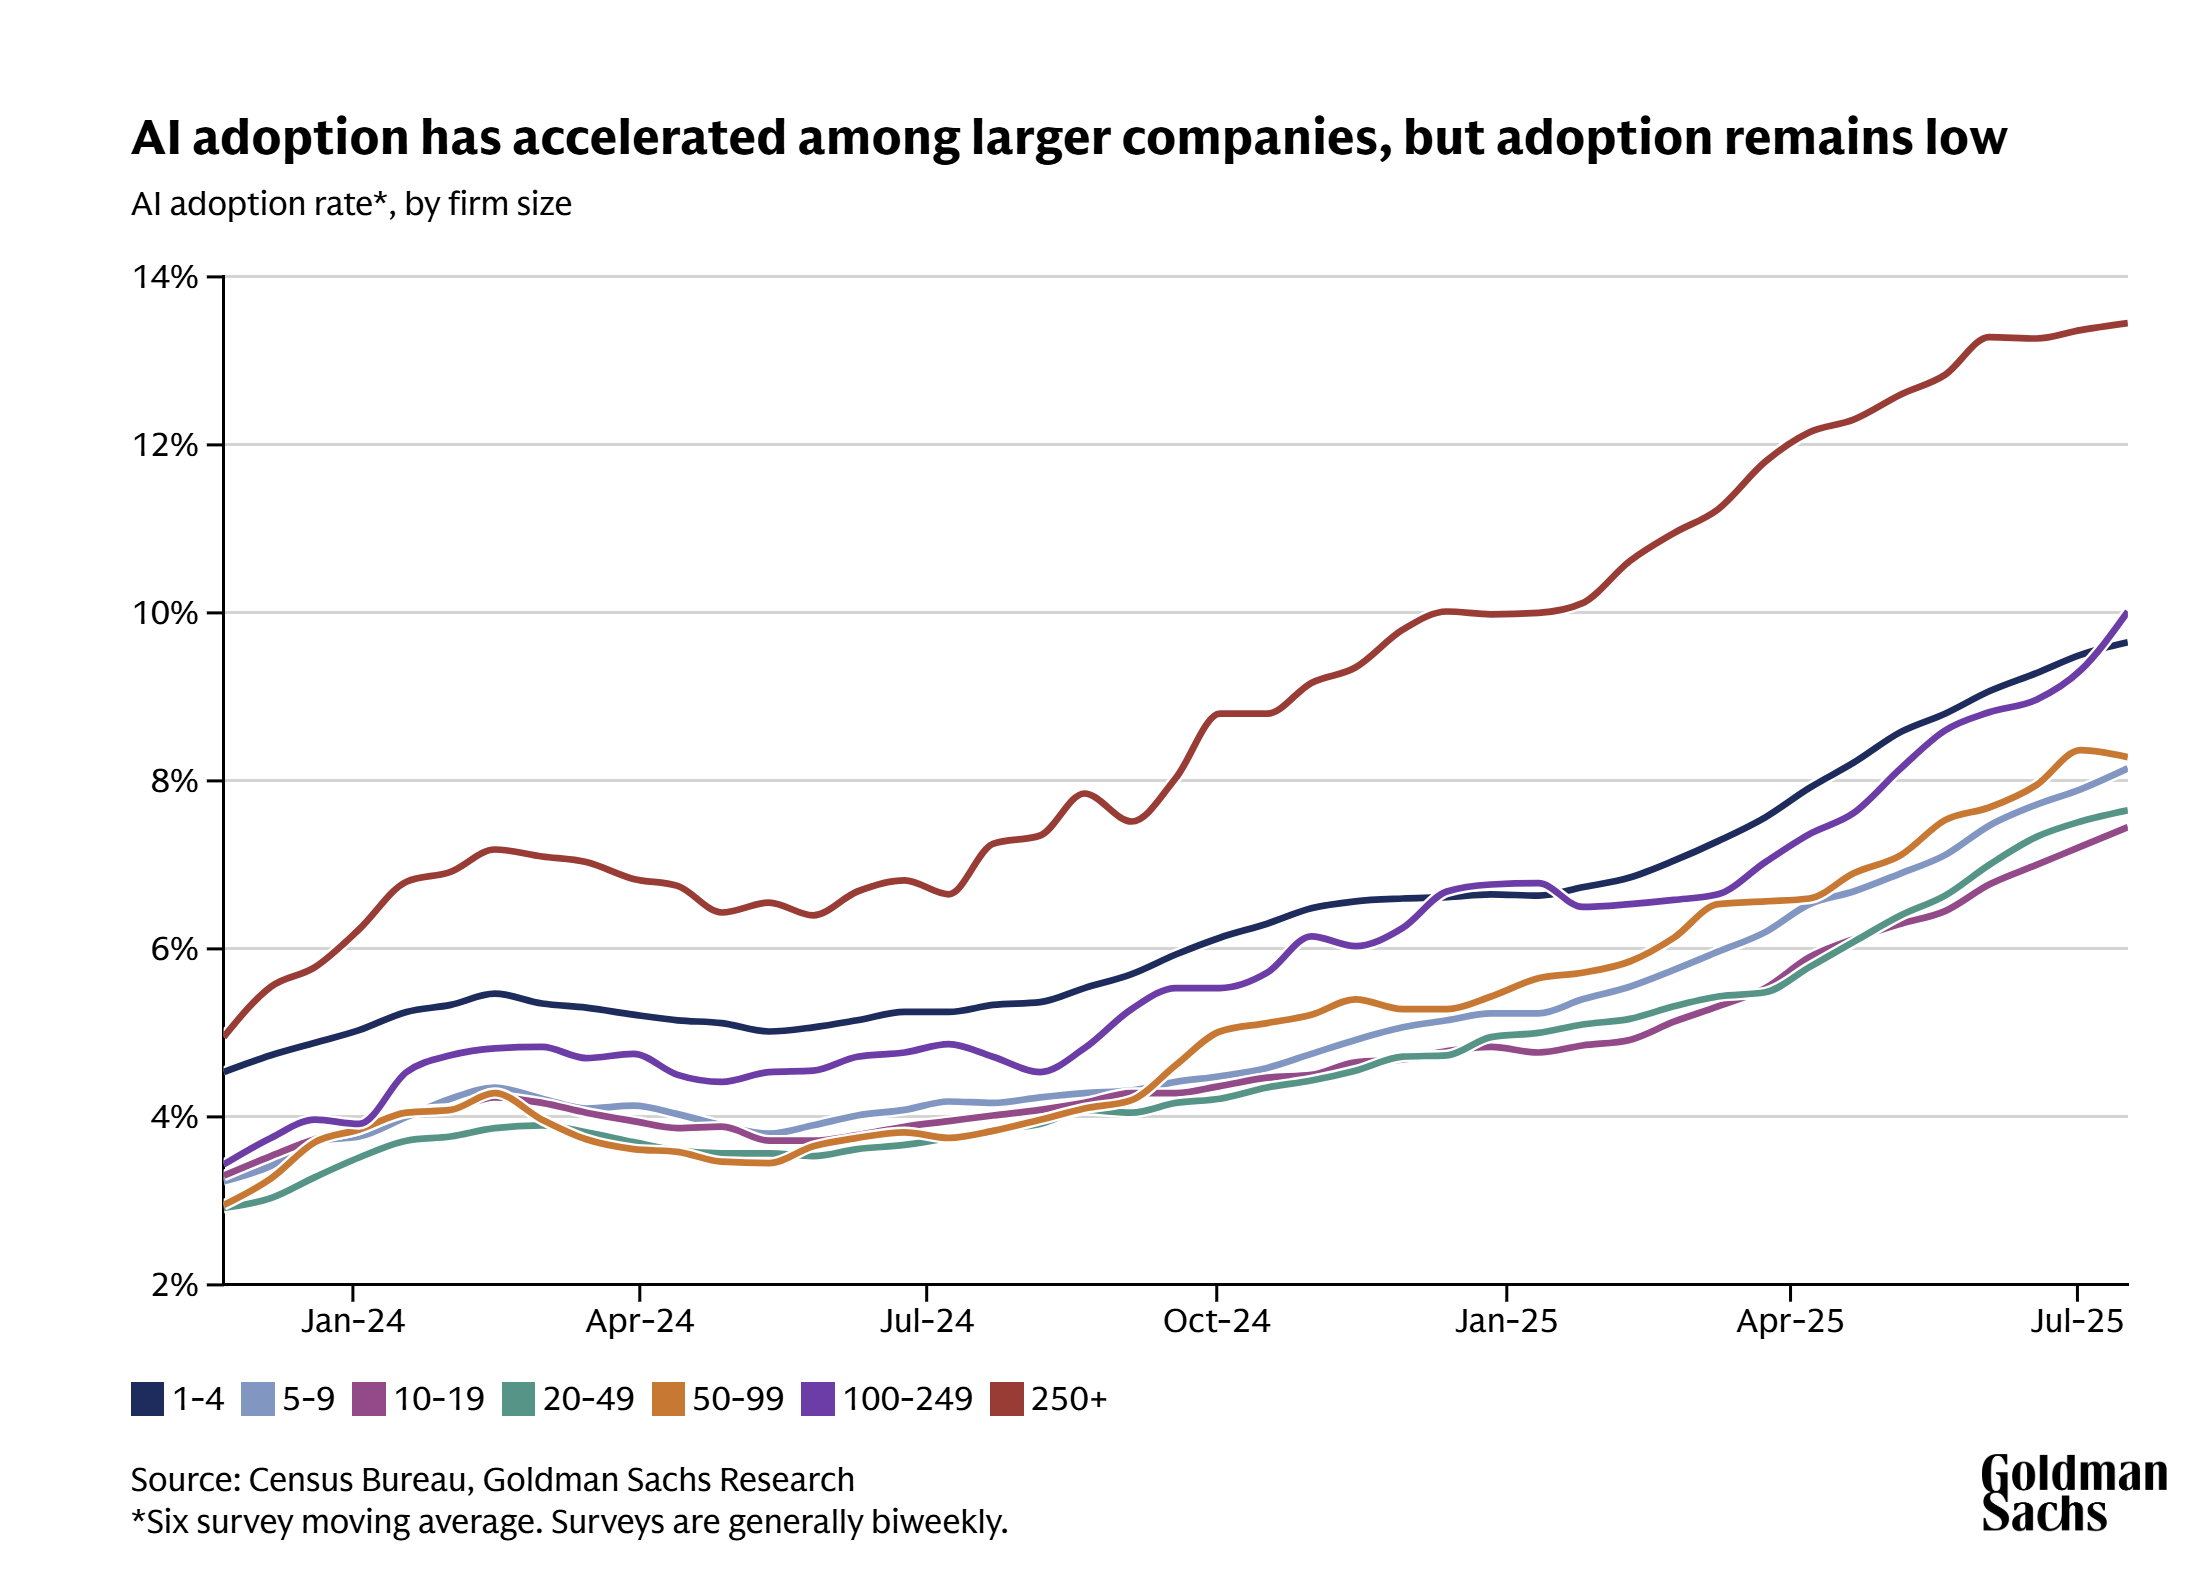 AI adoption has accelerated among larger companies, but adoption remains low
AI adoption rate*, by firm size
14%
12%
10%
8%
6%
4%
2%
Jan-24 Apr-24 Jul-24 Oct-24 Jan-25 Apr-25 Jul-25
1-4 5-9 10-19 20-49 50-99 100-249 250+
Source: Census Bureau, Goldman Sachs Research
*Six survey moving average. Surveys are generally biweekly.
Goldman
Sachs